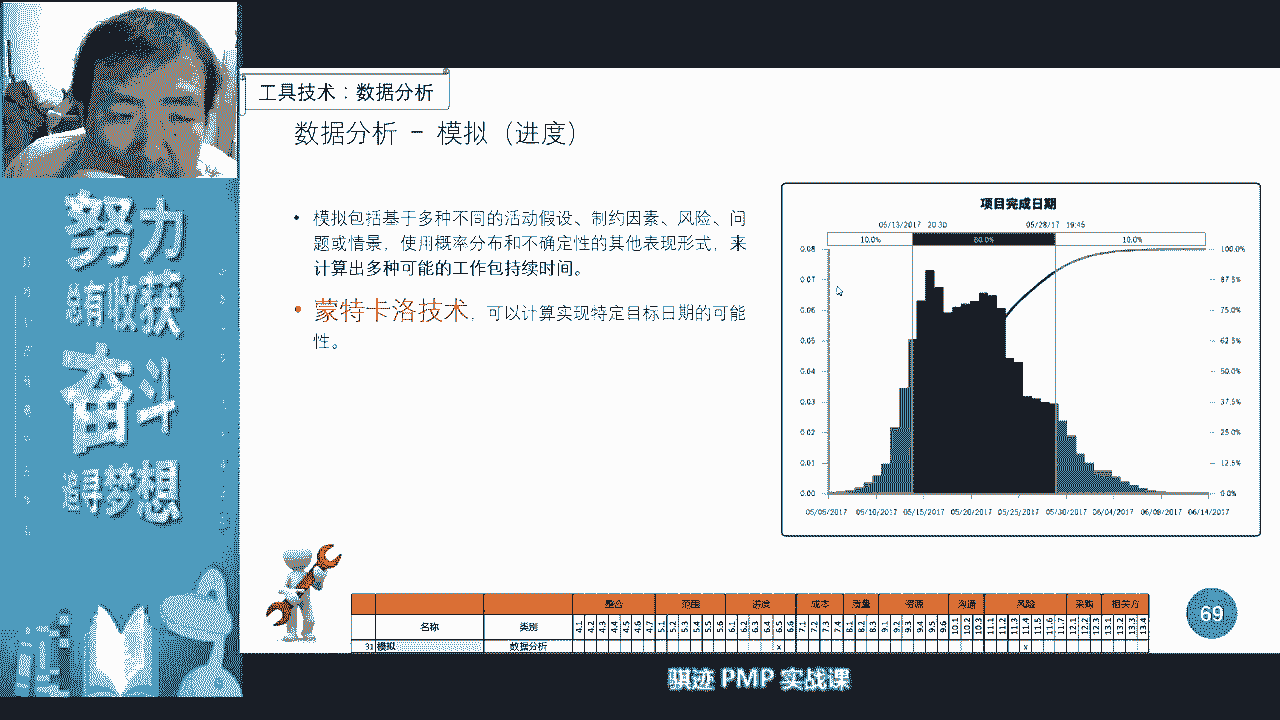 工具技术：数据分析
数据分析 - 模拟（进度）
• 模拟包括基于多种不同的活动假设、制约因素、风险、问
题或情景，使用概率分布和不确定性的其他表现形式，来
计算出多种可能的工作包持续时间。
• 蒙特卡洛技术，可以计算实现特定目标日期的可能
性。
项目完成日期
05/13/2017 20:30 05/28/2017 19:45
10.0% 80.0% 10.0%
0.08 100.0%
0.07 87.5%
0.06 75.0%
0.05 62.5%
0.04 50.0%
0.03 37.5%
0.02 25.0%
0.01 12.5%
0.00 0.0%
05/05/2017 05/10/2017 05/15/2017 05/20/2017 05/25/2017 05/30/2017 06/04/2017 06/09/2017 06/14/2017
努力
总有收获
奋斗
追寻梦想
整合 范围 进度 成本 质量 资源 沟通 风险 采购 相关方
名称 类别 4.1 4.2 4.3 4.4 4.5 4.6 4.7 5.1 5.2 5.3 5.4 5.5 5.6 6.1 6.2 6.3 6.4 6.5 6.6 7.1 7.2 7.3 7.4 8.1 8.2 8.3 9.1 9.2 9.3 9.4 9.5 9.6 10.1 10.2 10.3 11.1 11.2 11.3 11.4 11.5 11.6 11.7 12.1 12.2 12.3 13.1 13.2 13.3 13.4
31 模拟 数据分析 x x
69
骐迹 PMP 实战课